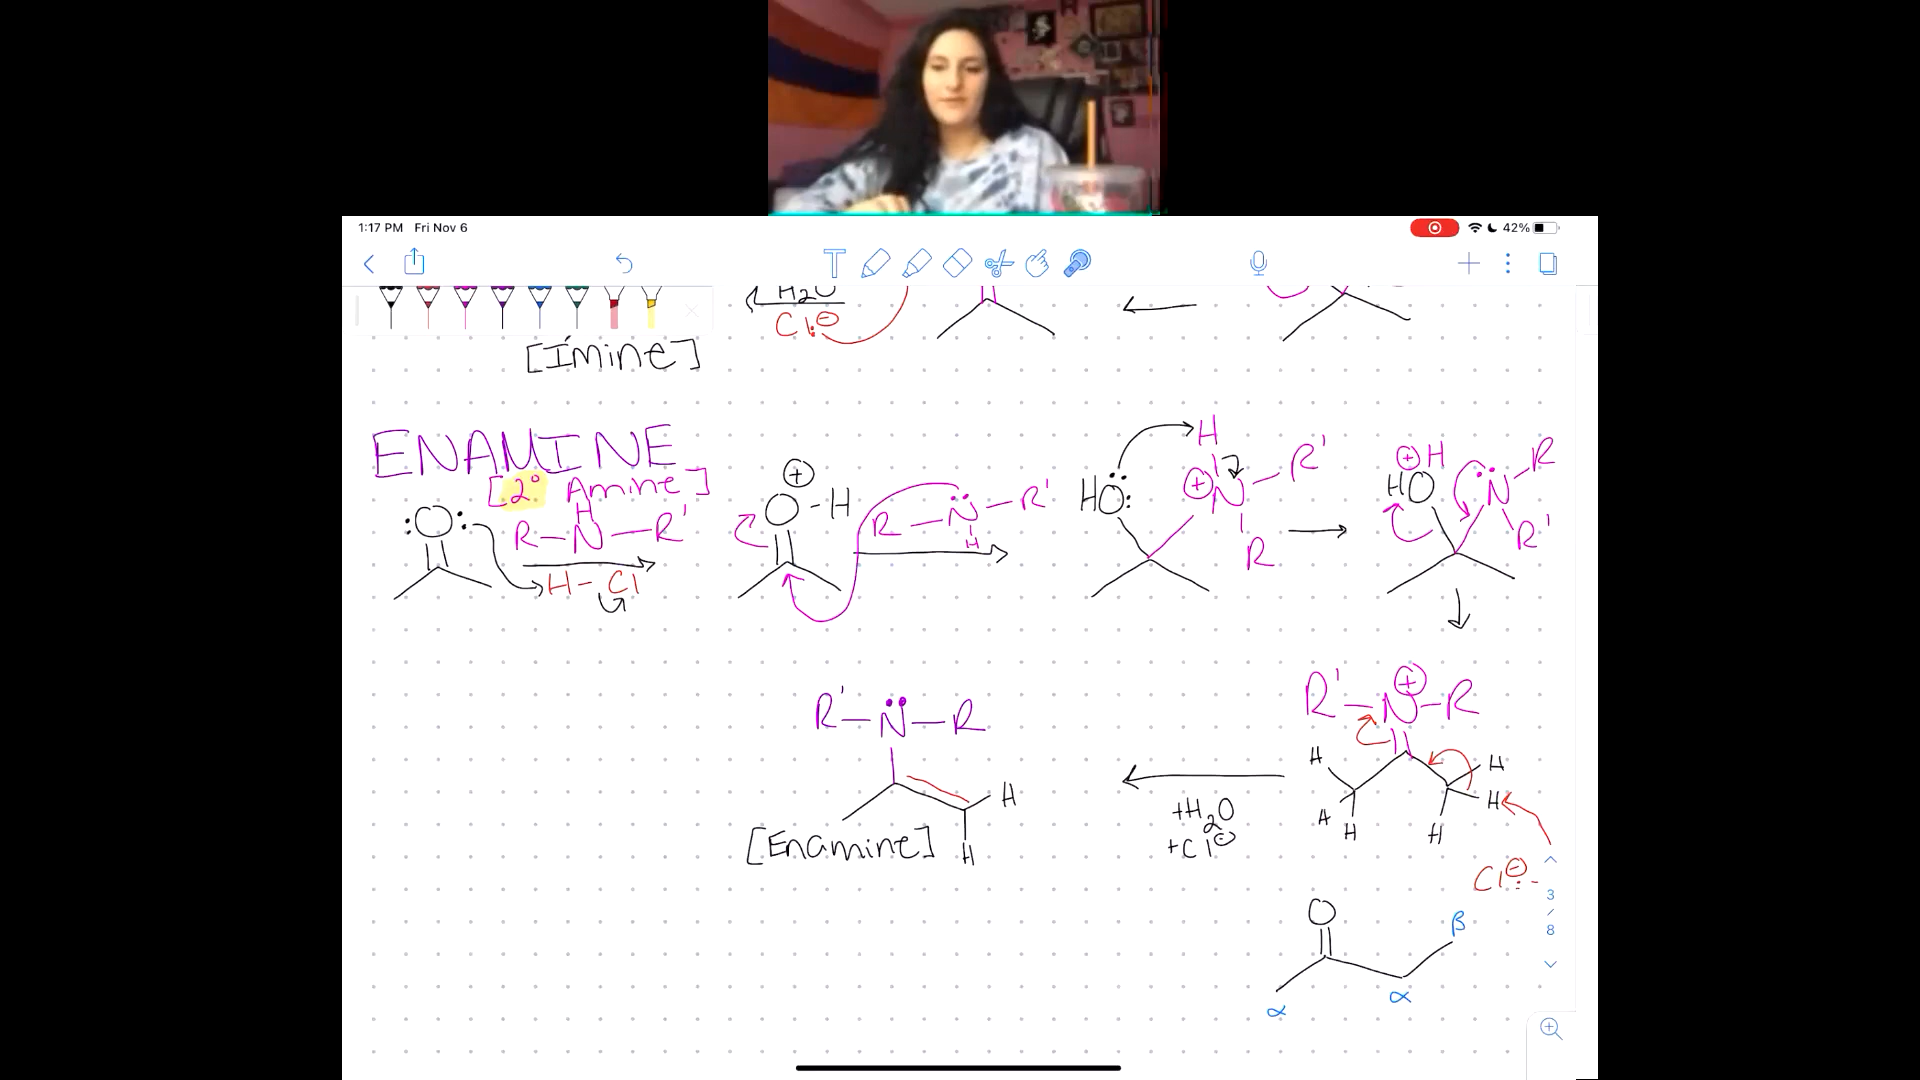 1:17 PM Fri Nov 6
42%
T
H2O
Cl:⊖
[Imine]
ENAMINE
[2° Amine]
:O:
H
R—N—R'
H-Cl
⊕
O-H
R—N̈—R'
H
H
HÖ:
⊕N—R'
R
⊕H
HO
N̈—R
R'
R'—N⊕—R
H
H
H
H
H
H
+H2O
+Cl⊖
Cl⊖
R'—N̈—R
H
H
[Enamine]
O
β
α
α
3
/
8